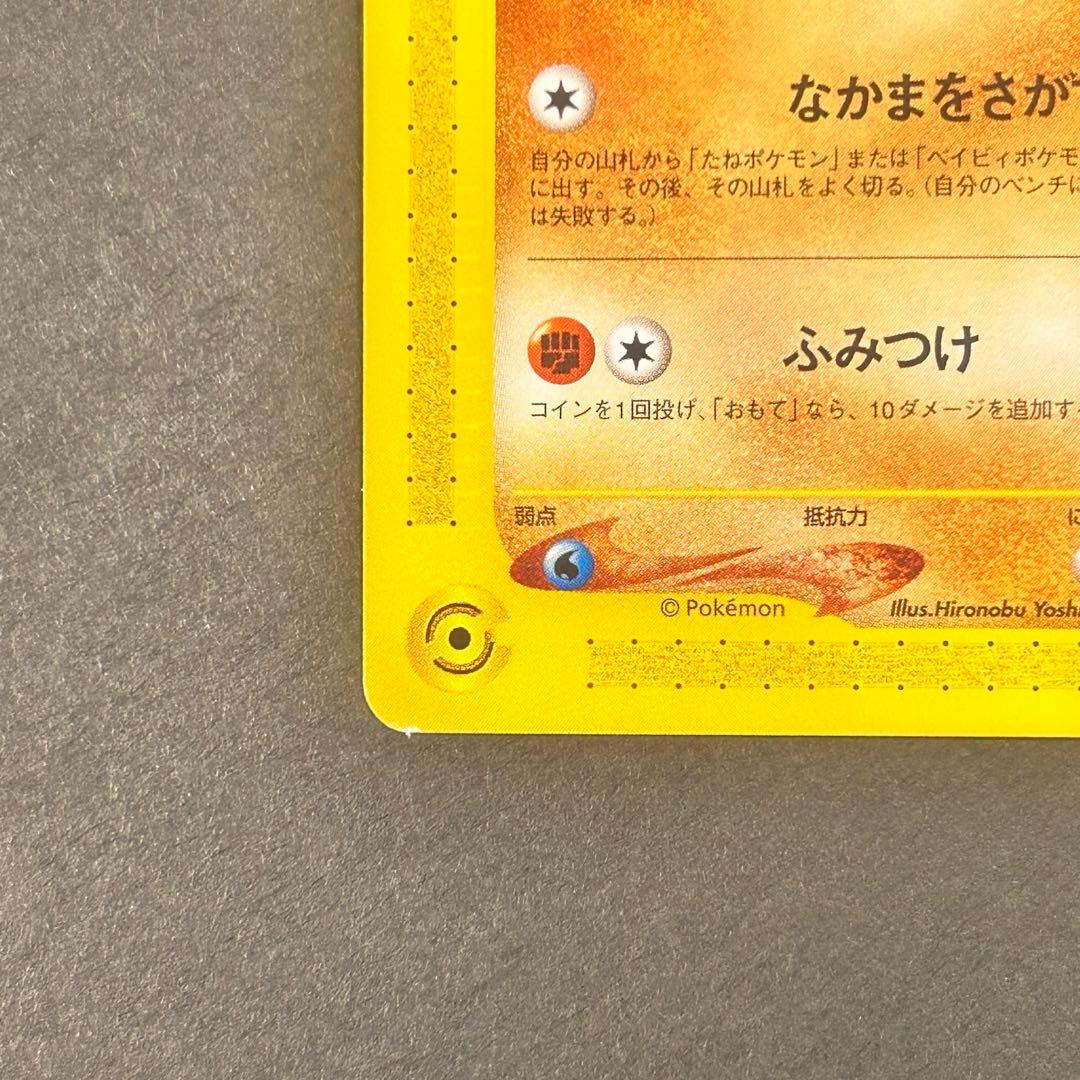 なかまをさがす
自分の山札から「たねポケモン」または「ベイビィポケモ
に出す。その後、その山札をよく切る。(自分のベンチに
は失敗する。)
ふみつけ
コインを1回投げ、「おもて」なら、10ダメージを追加す
弱点 抵抗力 に
© Pokémon Illus.Hironobu Yoshi